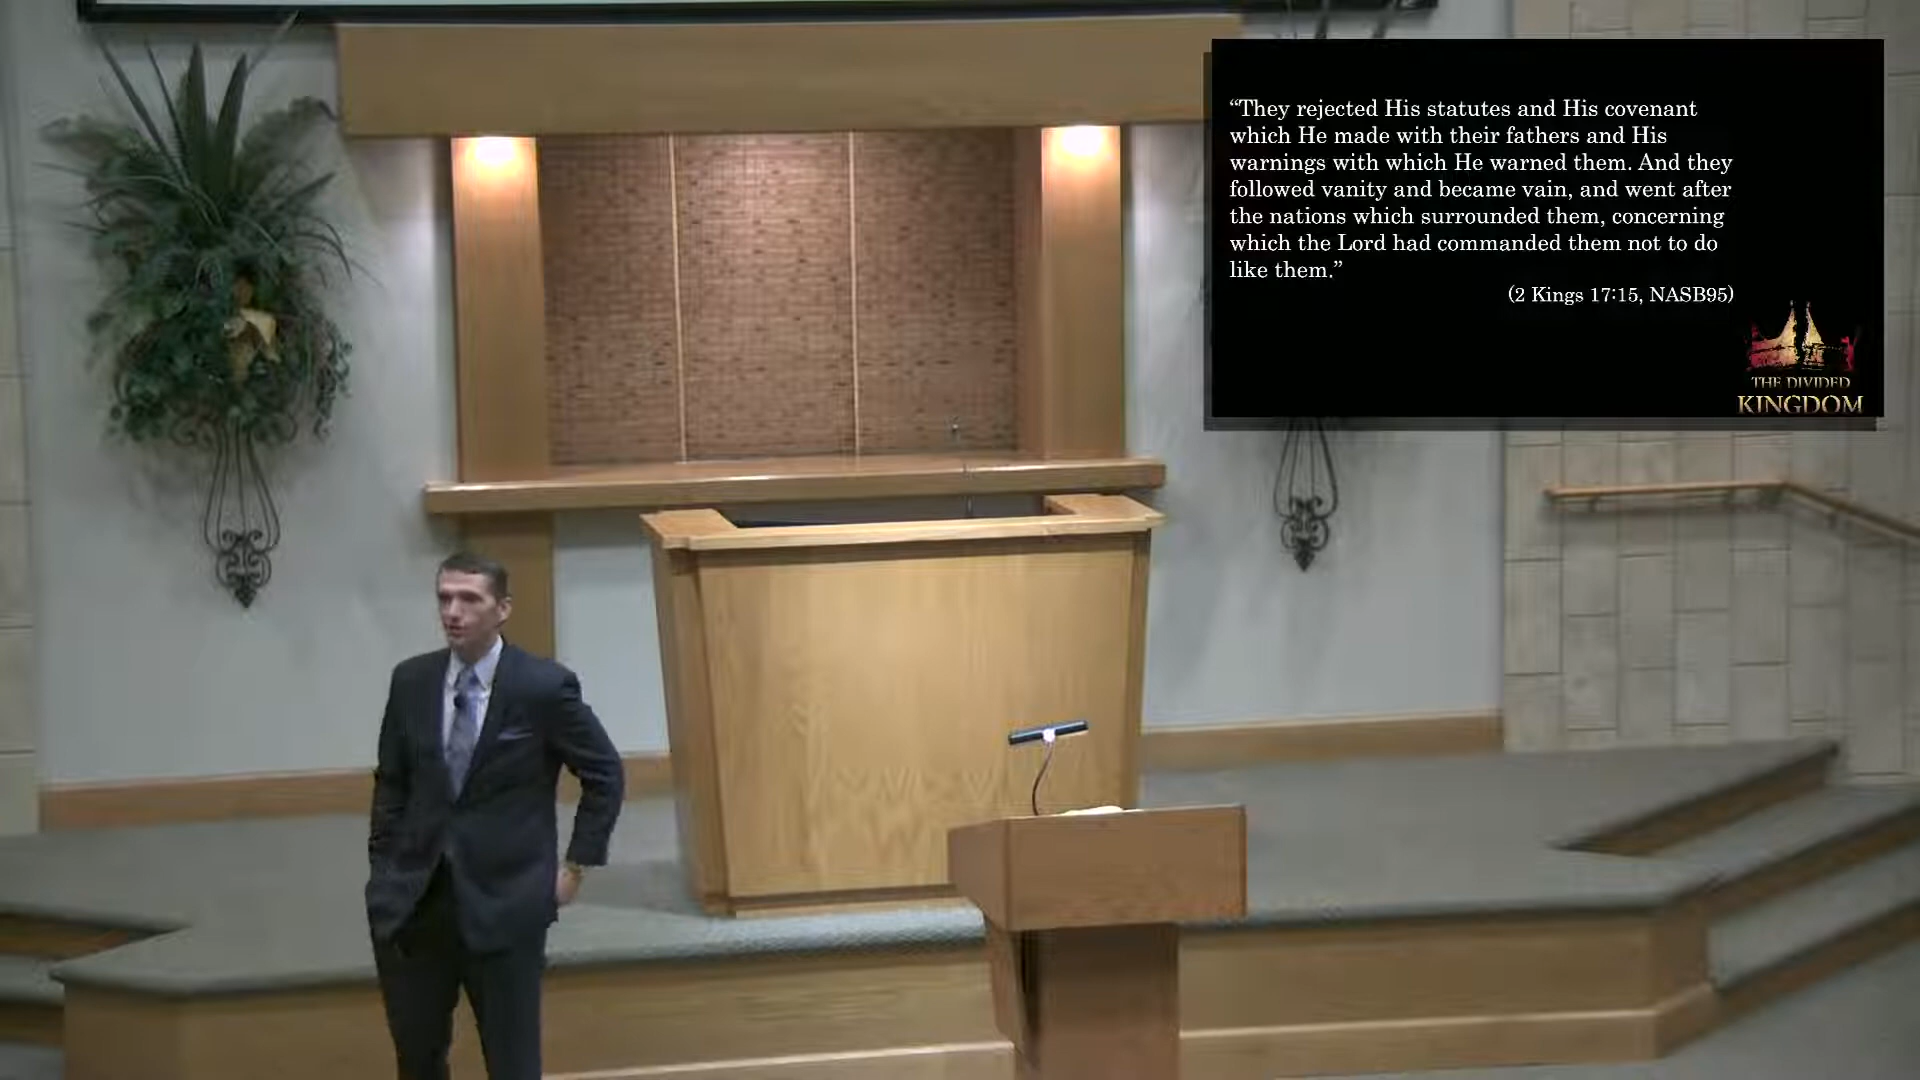 “They rejected His statutes and His covenant
which He made with their fathers and His
warnings with which He warned them. And they
followed vanity and became vain, and went after
the nations which surrounded them, concerning
which the Lord had commanded them not to do
like them.”
(2 Kings 17:15, NASB95)
THE DIVIDED
KINGDOM